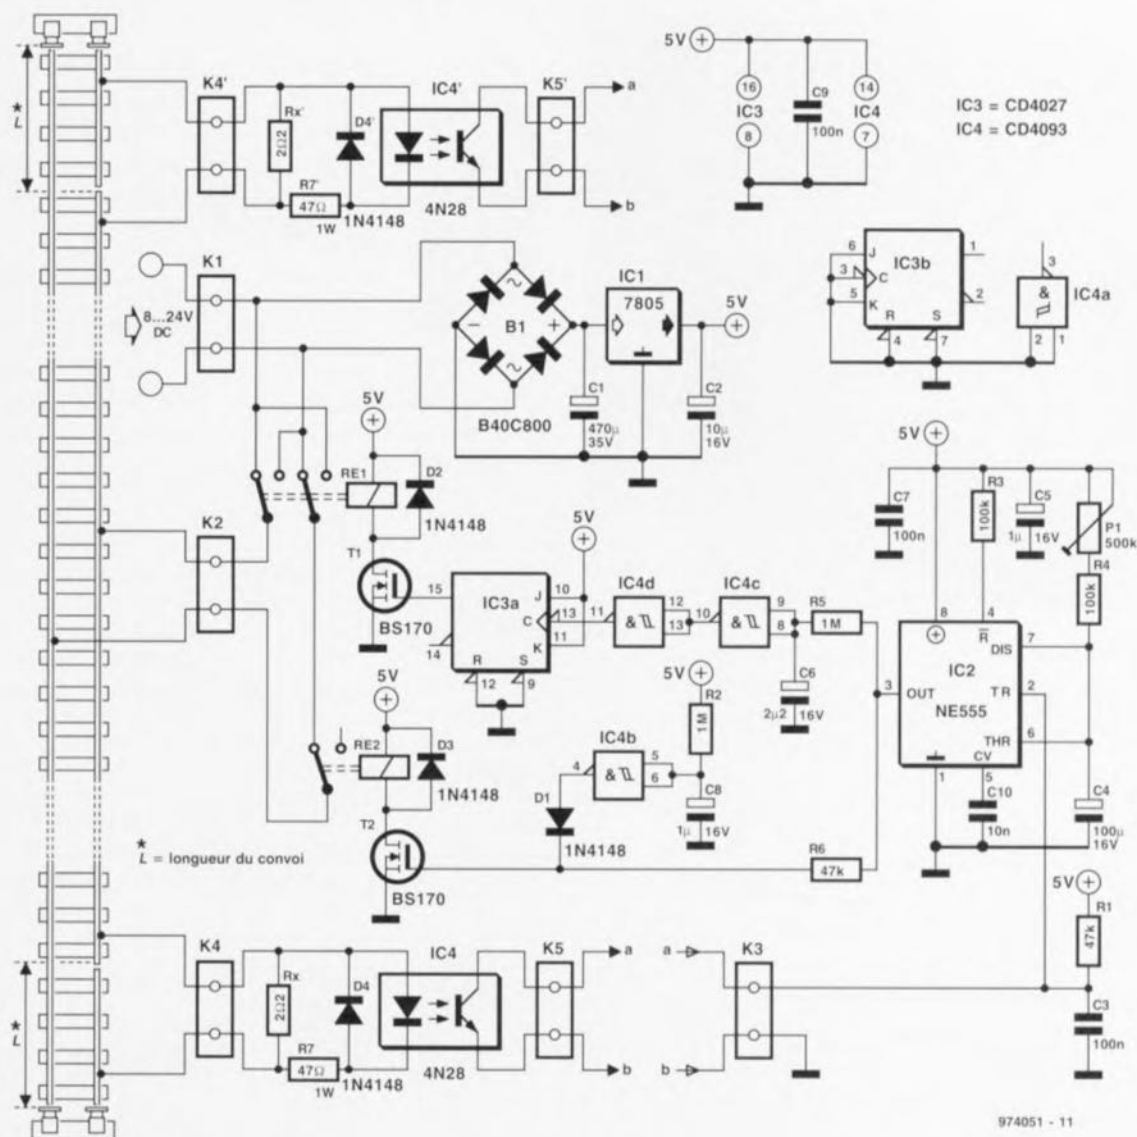 K4'
Rx'
2Ω2
D4'
IC4'
K5'
a
R7'
47Ω
1W
1N4148
4N28
b
*
L
5V
16
IC3
8
C9
100n
14
IC4
7
IC3 = CD4027
IC4 = CD4093
K1
8...24V
DC
B1
B40C800
IC1
7805
5V
C1
470μ
35V
C2
10μ
16V
6
J
3
C
5
K
IC3b
1
2
R
S
4
7
3
&
IC4a
2
1
5V
RE1
D2
1N4148
K2
T1
BS170
5V
15
IC3a
14
J
10
C
13
K
11
R
S
12
9
11
IC4d
&
12
13
10
IC4c
&
9
8
R5
1M
C6
2μ2
16V
5V
C7
100n
R3
100k
C5
1μ
16V
P1
500k
R4
100k
8
4
R
DIS
7
IC2
NE555
3
OUT
TR
2
THR
6
CV
1
5
C10
10n
C4
100μ
16V
5V
RE2
D3
1N4148
T2
BS170
5V
R2
1M
4
IC4b
&
5
6
D1
1N4148
C8
1μ
16V
R6
47k
5V
R1
47k
C3
100n
*
L = longueur du convoi
*
L
K4
Rx
2Ω2
D4
IC4
K5
a
a
K3
R7
47Ω
1W
1N4148
4N28
b
b
974051 - 11